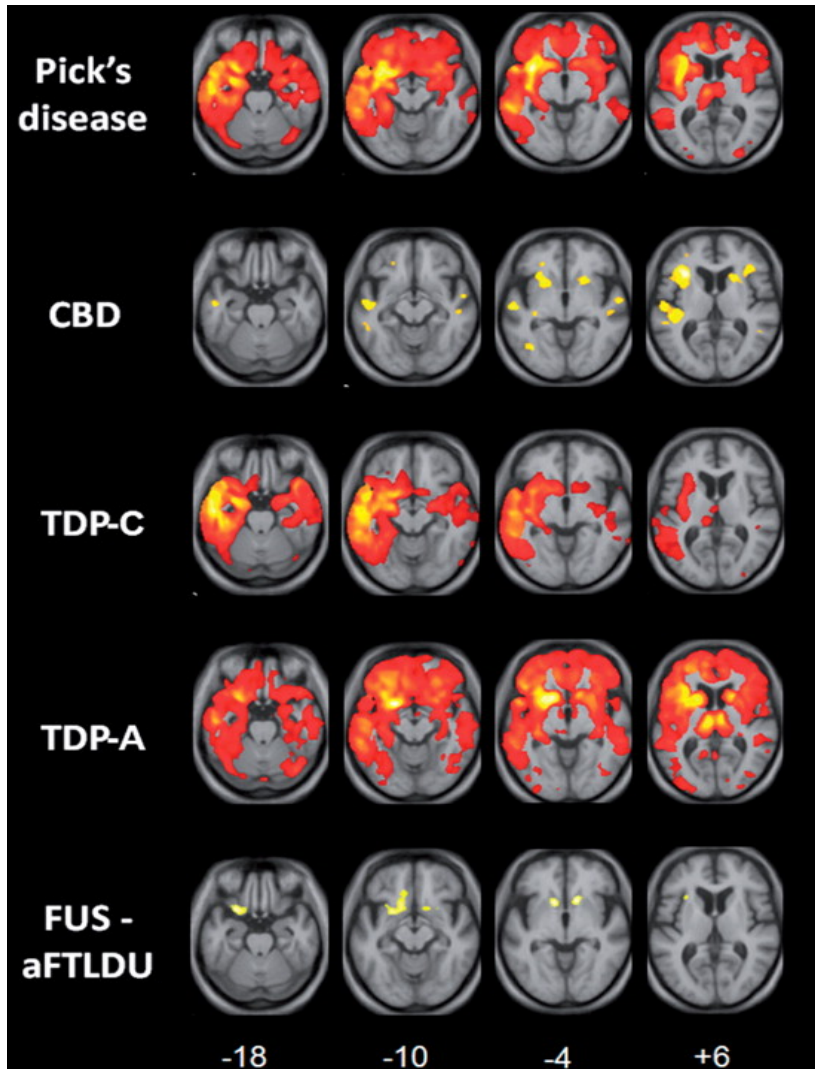 Pick's
disease
CBD
TDP-C
TDP-A
FUS -
aFTLDU
-18 -10 -4 +6